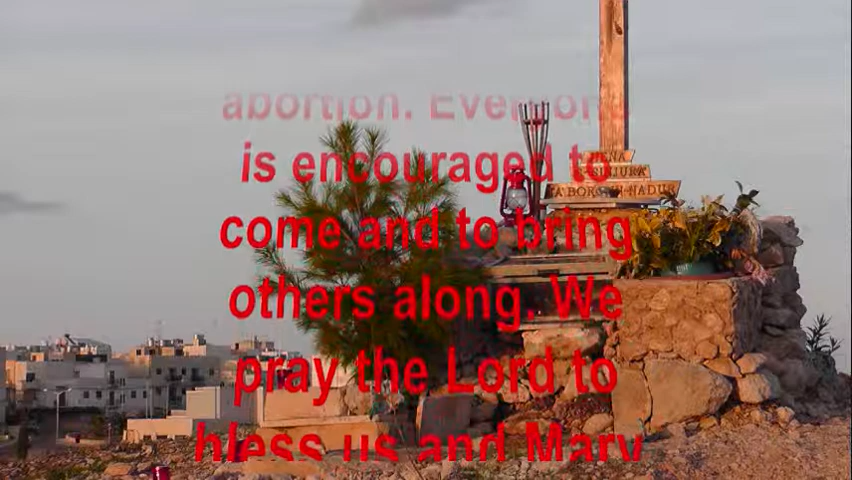 abortion. Everyone
is encouraged to
come and to bring
others along. We
pray the Lord to
bless us and Mary